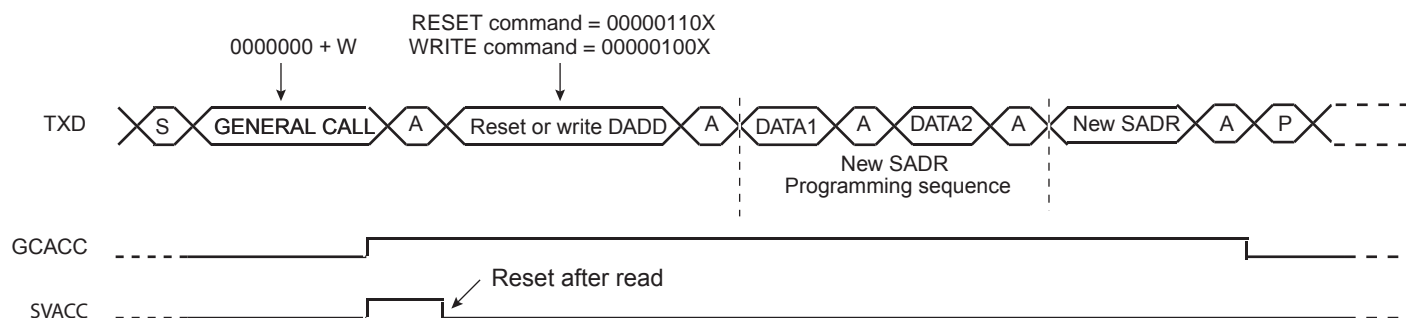 RESET command = 00000110X
0000000 + W
WRITE command = 00000100X
TXD
S
GENERAL CALL
A
Reset or write DADD
A
DATA1
A
DATA2
A
New SADR
A
P
New SADR
Programming sequence
GCACC
Reset after read
SVACC